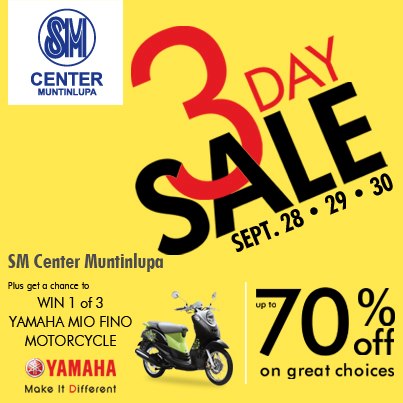 SM
CENTER
MUNTINLUPA
3 DAY
SALE
SEPT. 28 • 29 • 30
SM Center Muntinlupa
Plus get a chance to
WIN 1 of 3
YAMAHA MIO FINO
MOTORCYCLE
YAMAHA
Make It Different
up to
70%
off
on great choices